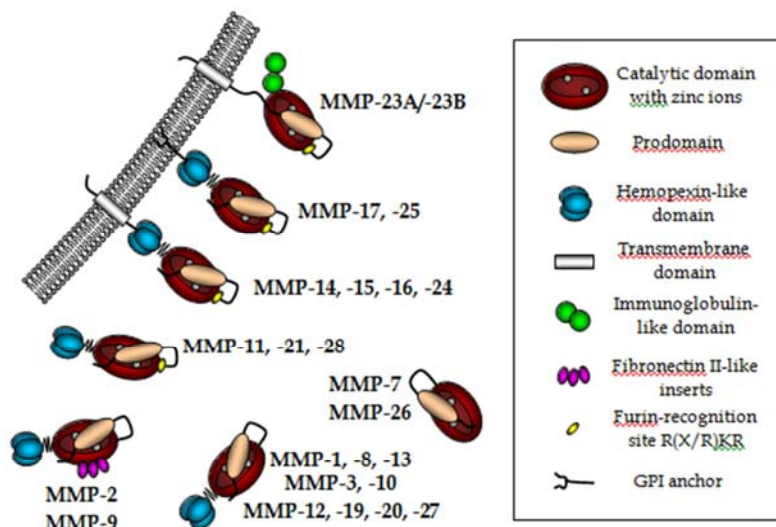 MMP-23A/-23B
MMP-17, -25
MMP-14, -15, -16, -24
MMP-11, -21, -28
MMP-7
MMP-26
MMP-2
MMP-9
MMP-1, -8, -13
MMP-3, -10
MMP-12, -19, -20, -27
Catalytic domain
with zinc ions
Prodomain
Hemopexin-like
domain
Transmembrane
domain
Immunoglobulin-
like domain
Fibronectin II-like
inserts
Furin-recognition
site R(X/R)KR
GPI anchor